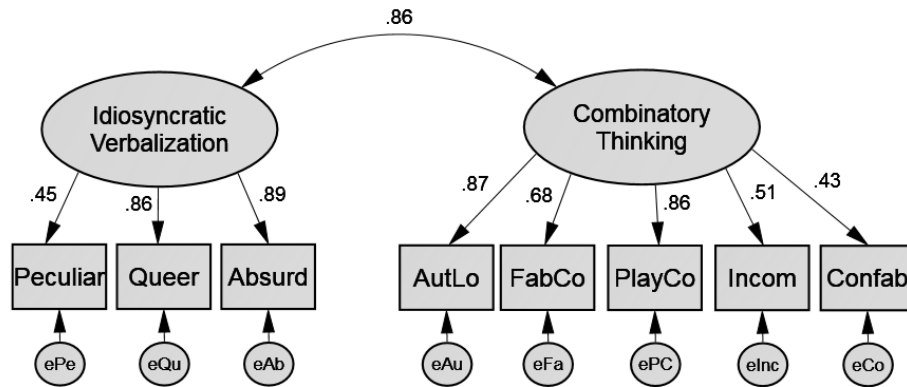 .86
Idiosyncratic
Verbalization
Combinatory
Thinking
.45
.86
.89
.87
.68
.86
.51
.43
Peculiar
Queer
Absurd
AutLo
FabCo
PlayCo
Incom
Confab
ePe
eQu
eAb
eAu
eFa
ePC
eInc
eCo